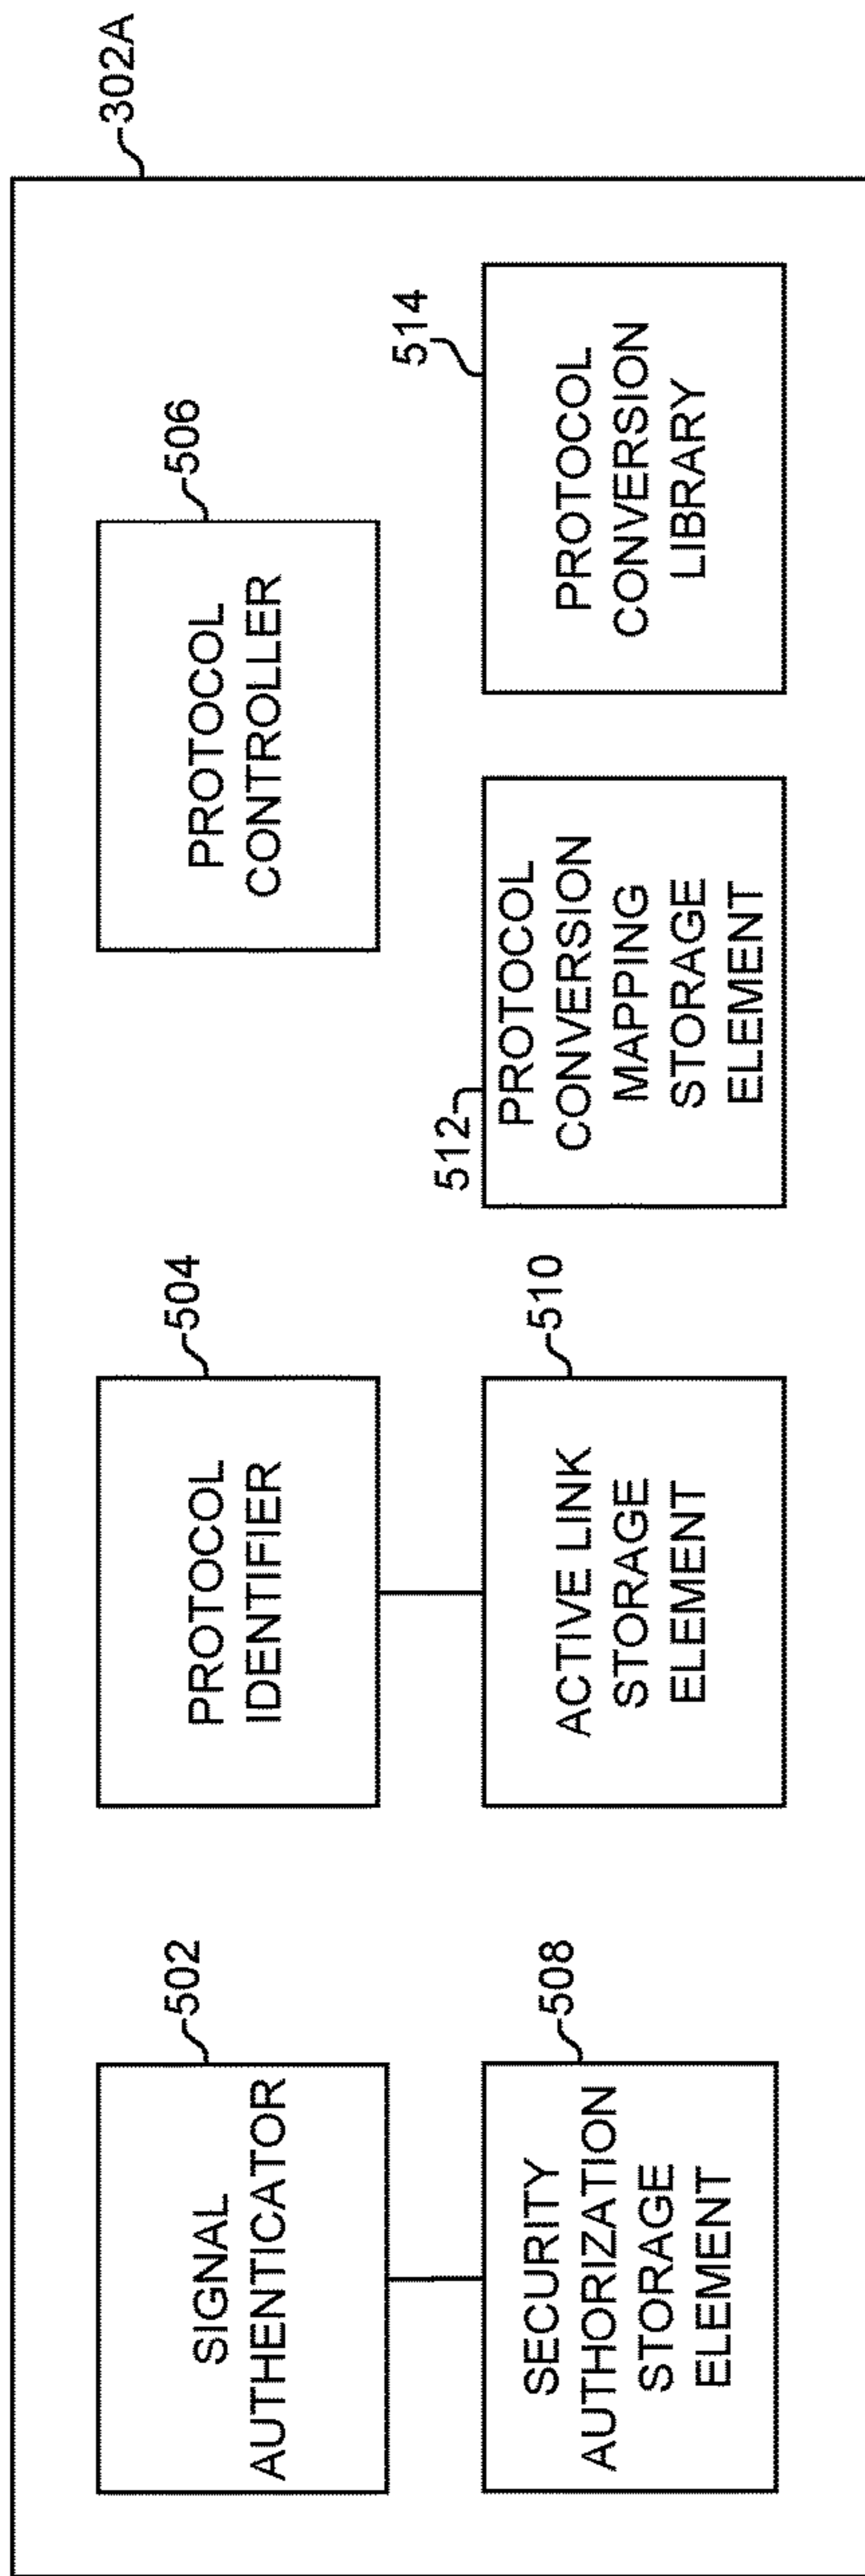 302A
502
SIGNAL
AUTHENTICATOR
504
PROTOCOL
IDENTIFIER
506
PROTOCOL
CONTROLLER
508
SECURITY
AUTHORIZATION
STORAGE
ELEMENT
510
ACTIVE LINK
STORAGE
ELEMENT
512
PROTOCOL
CONVERSION
MAPPING
STORAGE
ELEMENT
514
PROTOCOL
CONVERSION
LIBRARY